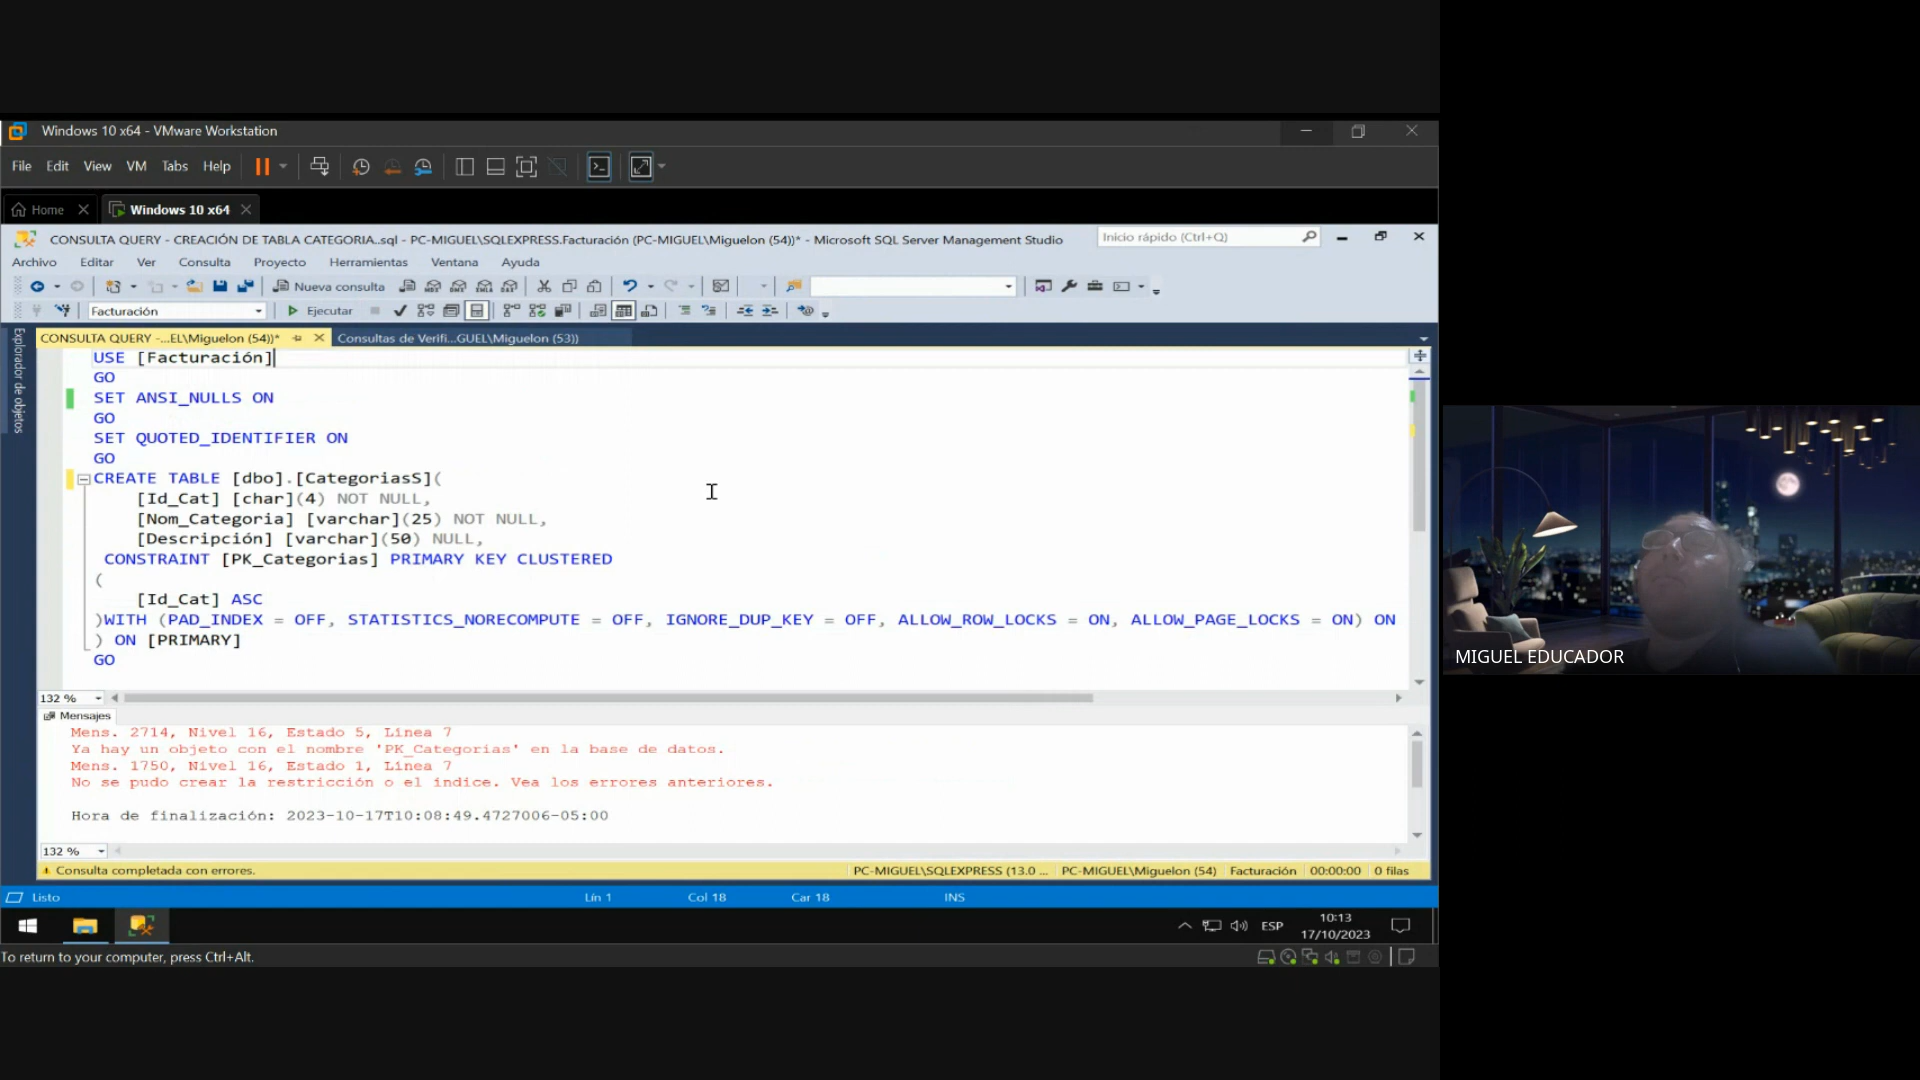 Windows 10 x64 - VMware Workstation
File Edit View VM Tabs Help
Home Windows 10 x64
CONSULTA QUERY - CREACIÓN DE TABLA CATEGORIA..sql - PC-MIGUEL\SQLEXPRESS.Facturación (PC-MIGUEL\Miguelon (54))* - Microsoft SQL Server Management Studio
Inicio rápido (Ctrl+Q)
Archivo Editar Ver Consulta Proyecto Herramientas Ventana Ayuda
Nueva consulta
Facturación Ejecutar
CONSULTA QUERY -...EL\Miguelon (54))* Consultas de Verifi...GUEL\Miguelon (53))
Explorador de objetos
USE [Facturación]
GO
SET ANSI_NULLS ON
GO
SET QUOTED_IDENTIFIER ON
GO
CREATE TABLE [dbo].[CategoriasS](
[Id_Cat] [char](4) NOT NULL,
[Nom_Categoria] [varchar](25) NOT NULL,
[Descripción] [varchar](50) NULL,
CONSTRAINT [PK_Categorias] PRIMARY KEY CLUSTERED
(
[Id_Cat] ASC
)WITH (PAD_INDEX = OFF, STATISTICS_NORECOMPUTE = OFF, IGNORE_DUP_KEY = OFF, ALLOW_ROW_LOCKS = ON, ALLOW_PAGE_LOCKS = ON) ON
) ON [PRIMARY]
GO
132 %
Mensajes
Mens. 2714, Nivel 16, Estado 5, Línea 7
Ya hay un objeto con el nombre 'PK_Categorias' en la base de datos.
Mens. 1750, Nivel 16, Estado 1, Línea 7
No se pudo crear la restricción o el índice. Vea los errores anteriores.
Hora de finalización: 2023-10-17T10:08:49.4727006-05:00
132 %
Consulta completada con errores. PC-MIGUEL\SQLEXPRESS (13.0 ... PC-MIGUEL\Miguelon (54) Facturación 00:00:00 0 filas
Listo Lín 1 Col 18 Car 18 INS
ESP 10:13
17/10/2023
To return to your computer, press Ctrl+Alt.
MIGUEL EDUCADOR